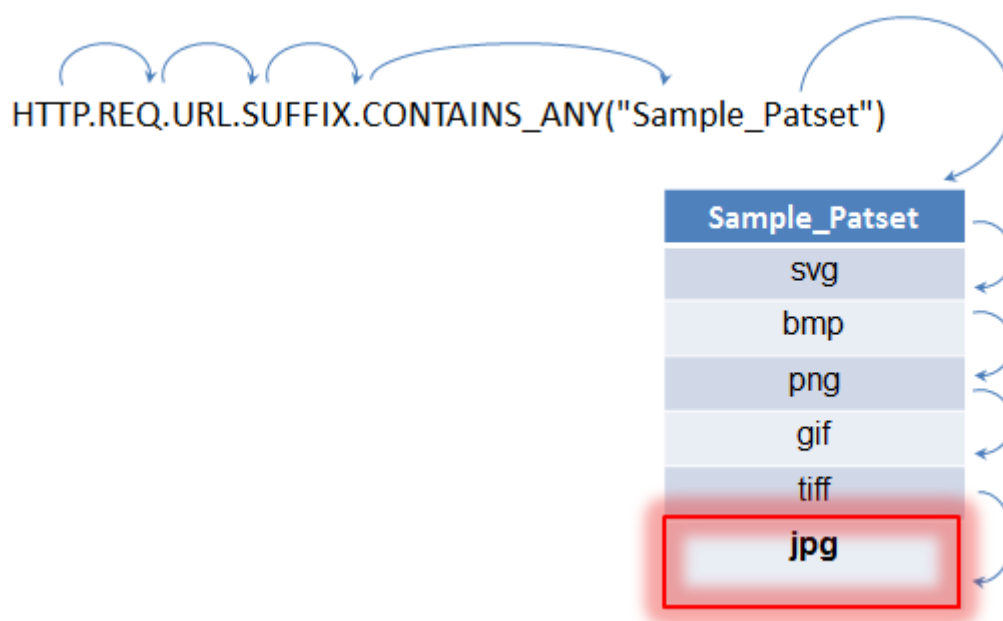 HTTP.REQ.URL.SUFFIX.CONTAINS_ANY("Sample_Patset")
Sample_Patset
svg
bmp
png
gif
tiff
jpg